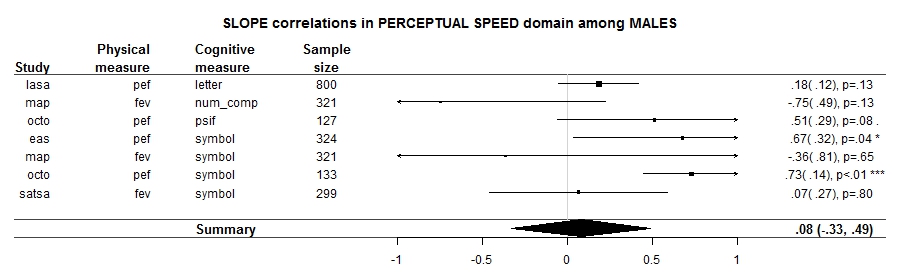 SLOPE correlations in PERCEPTUAL SPEED domain among MALES
Physical Cognitive Sample
Study measure measure size
lasa pef letter 800 .18( .12), p=.13
map fev num_comp 321 -.75( .49), p=.13
octo pef psif 127 .51( .29), p=.08 .
eas pef symbol 324 .67( .32), p=.04 *
map fev symbol 321 -.36( .81), p=.65
octo pef symbol 133 .73( .14), p<.01 ***
satsa fev symbol 299 .07( .27), p=.80
Summary .08 (-.33, .49)
-1 -0.5 0 0.5 1